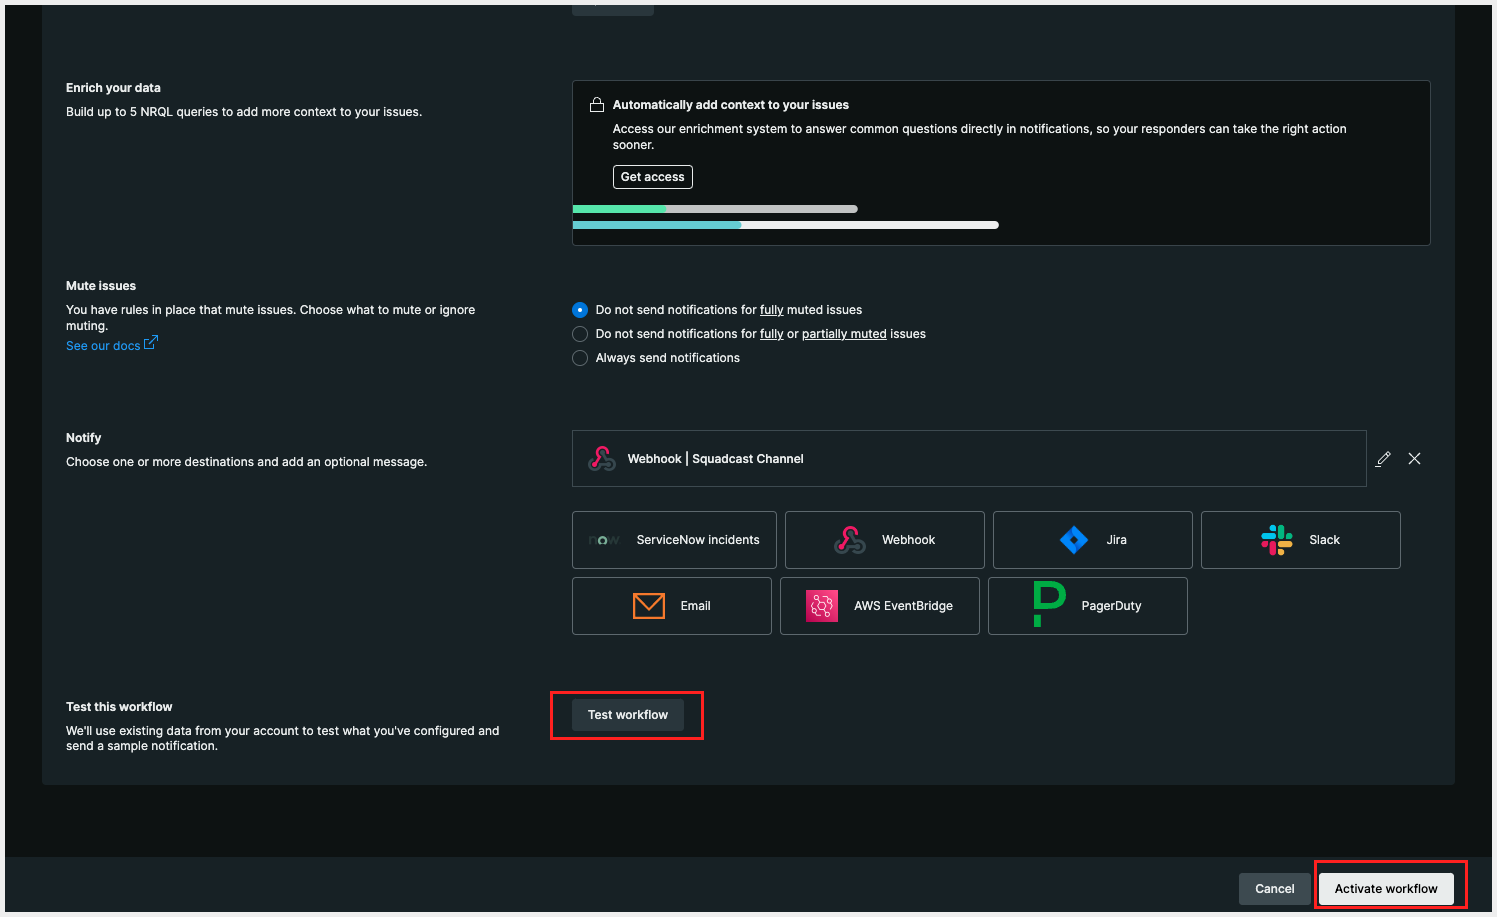 Enrich your data
Build up to 5 NRQL queries to add more context to your issues.
Automatically add context to your issues
Access our enrichment system to answer common questions directly in notifications, so your responders can take the right action
sooner.
Get access
Mute issues
You have rules in place that mute issues. Choose what to mute or ignore
muting.
See our docs
Do not send notifications for fully muted issues
Do not send notifications for fully or partially muted issues
Always send notifications
Notify
Choose one or more destinations and add an optional message.
Webhook | Squadcast Channel
now ServiceNow incidents
Webhook
Jira
Slack
Email
AWS EventBridge
P PagerDuty
Test this workflow
We'll use existing data from your account to test what you've configured and
send a sample notification.
Test workflow
Cancel
Activate workflow